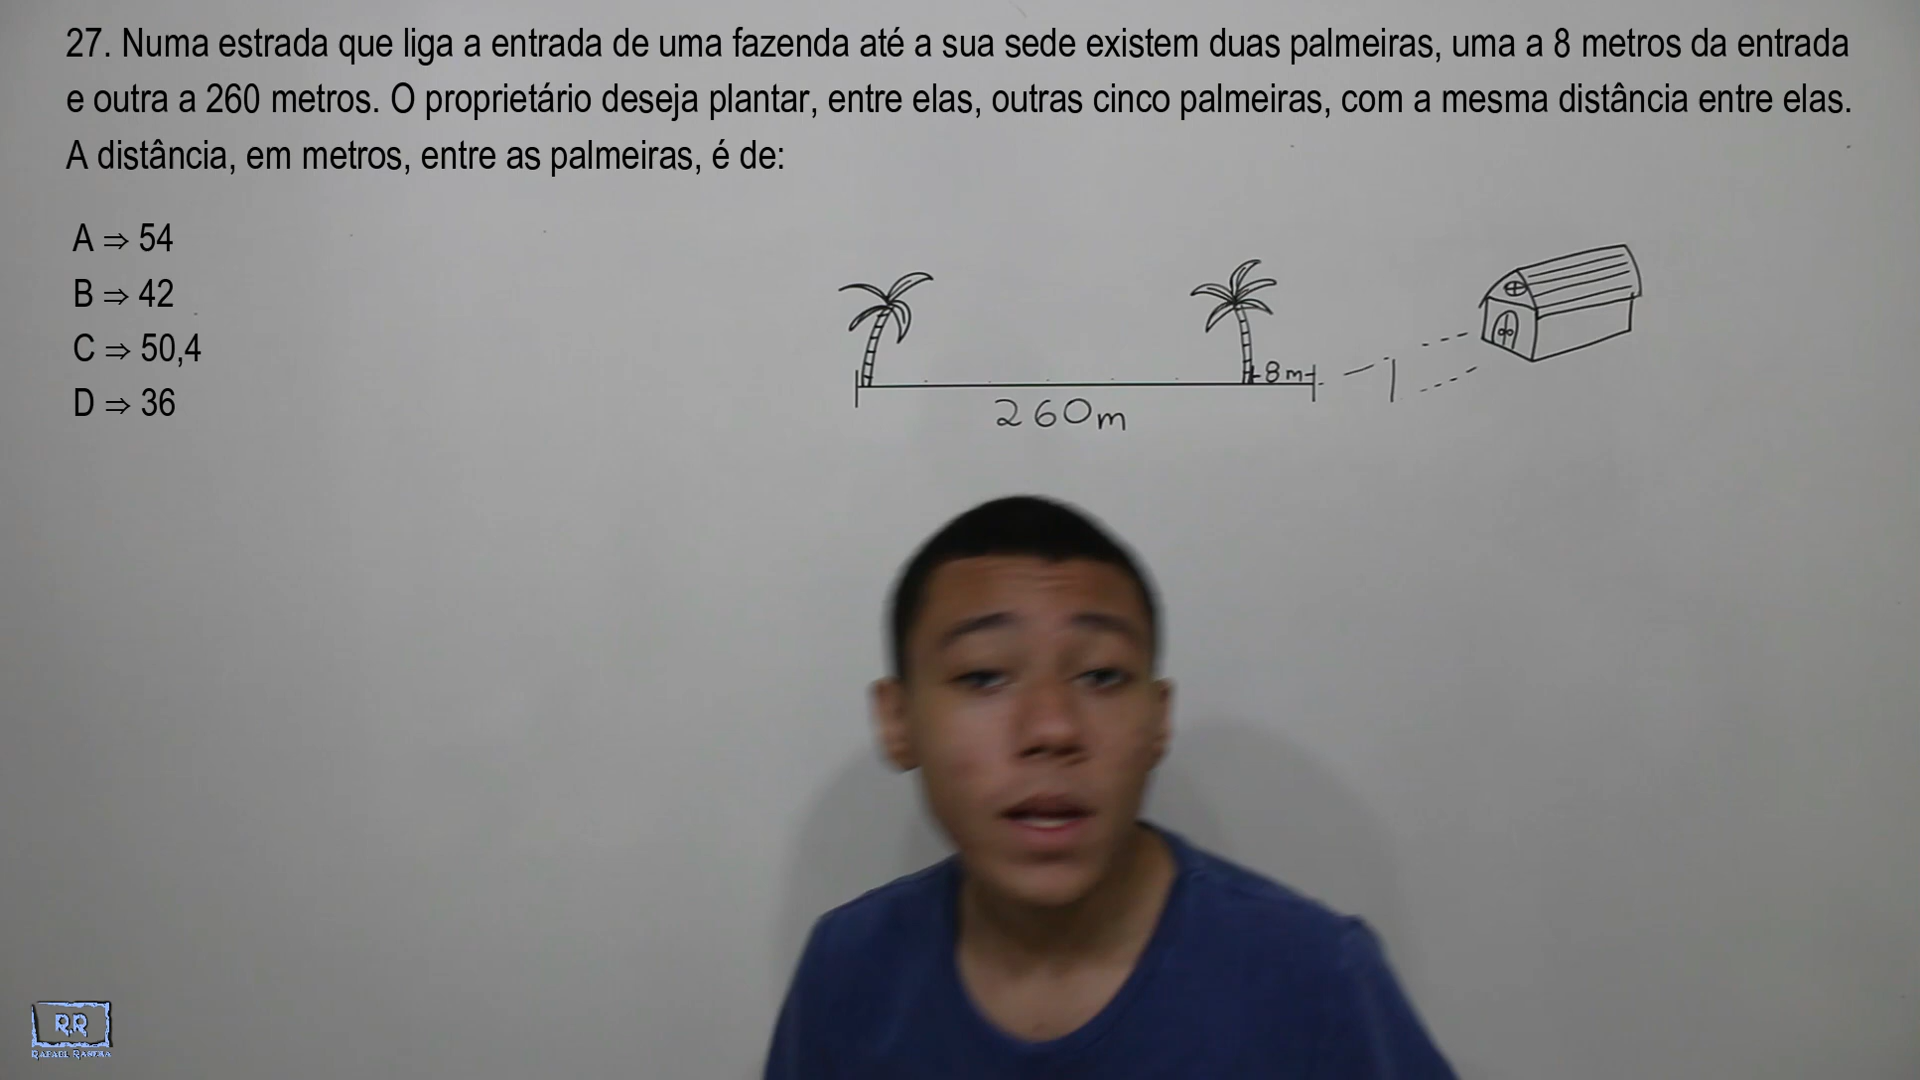 27. Numa estrada que liga a entrada de uma fazenda até a sua sede existem duas palmeiras, uma a 8 metros da entrada
e outra a 260 metros. O proprietário deseja plantar, entre elas, outras cinco palmeiras, com a mesma distância entre elas.
A distância, em metros, entre as palmeiras, é de:
A ⇒ 54
B ⇒ 42
C ⇒ 50,4
D ⇒ 36
8m
260m
R.R